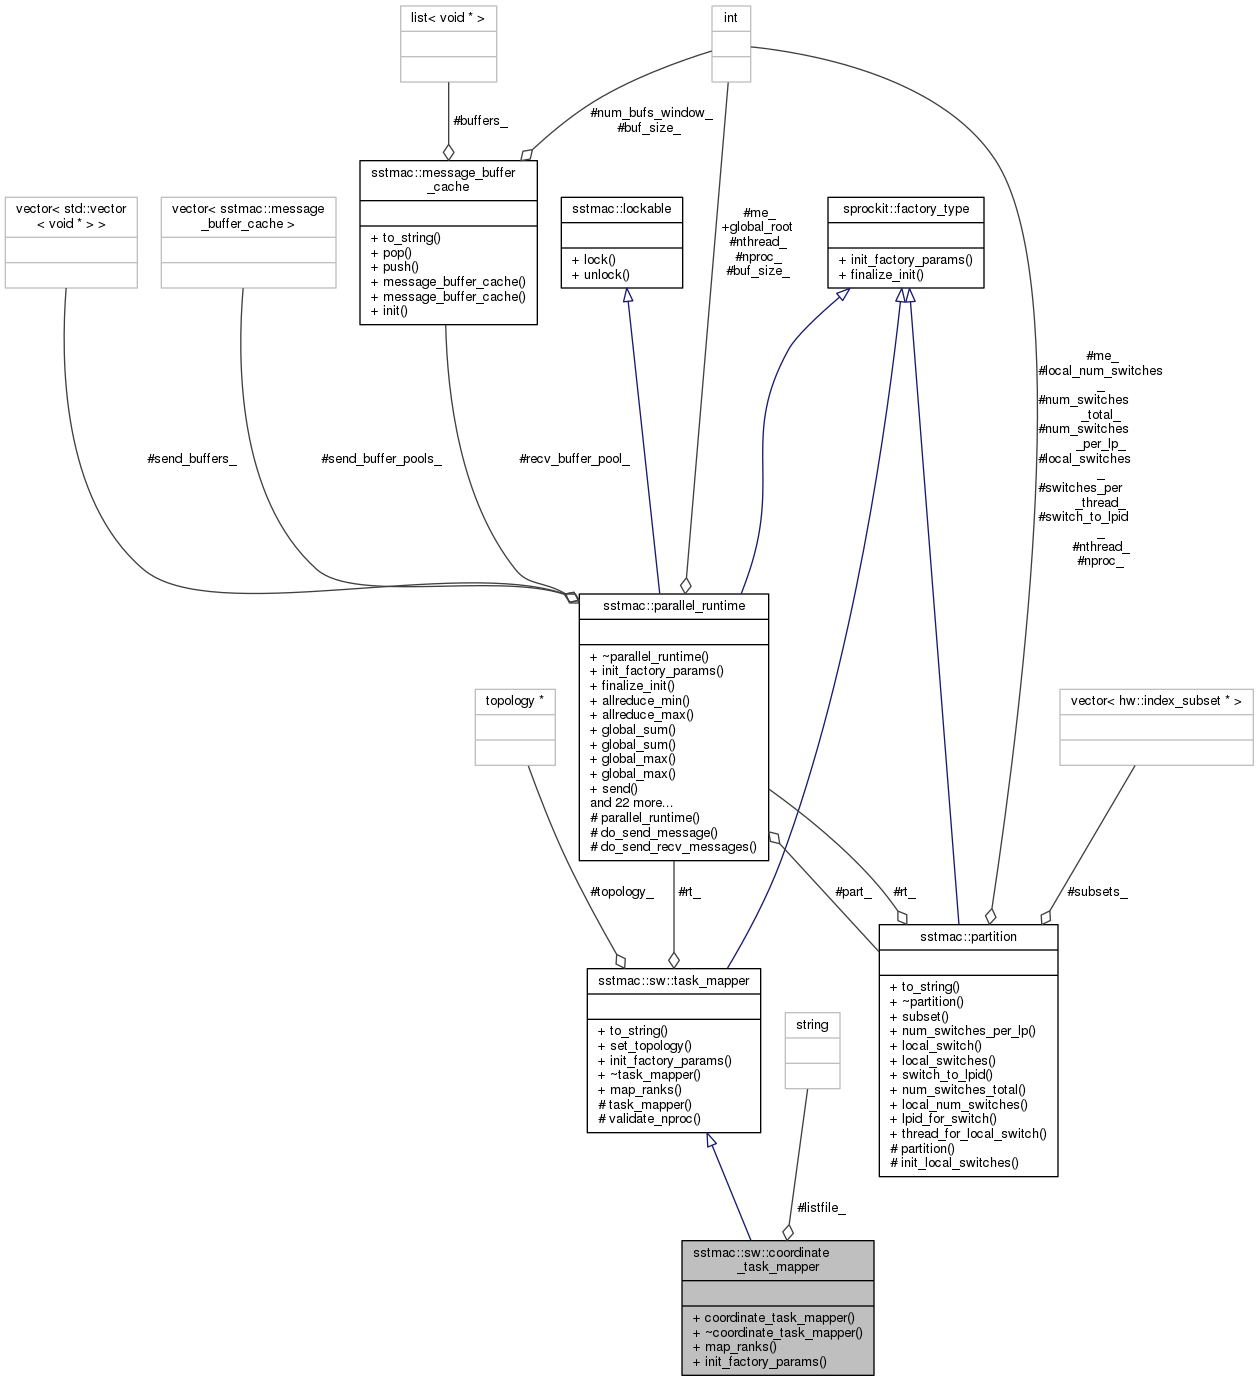 list< void * >
int
#buffers_
#num_bufs_window_
#buf_size_
sstmac::message_buffer
_cache
+ to_string()
+ pop()
+ push()
+ message_buffer_cache()
+ message_buffer_cache()
+ init()
vector< std::vector
< void * > >
vector< sstmac::message
_buffer_cache >
sstmac::lockable
+ lock()
+ unlock()
#me_
+global_root
#nthread_
#nproc_
#buf_size_
sprockit::factory_type
+ init_factory_params()
+ finalize_init()
#me_
#local_num_switches
_
#num_switches
_total_
#num_switches
_per_lp_
#local_switches
_
#switches_per
_thread_
#switch_to_lpid
_
#nthread_
#nproc_
#send_buffers_
#send_buffer_pools_
#recv_buffer_pool_
sstmac::parallel_runtime
+ ~parallel_runtime()
+ init_factory_params()
+ finalize_init()
+ allreduce_min()
+ allreduce_max()
+ global_sum()
+ global_sum()
+ global_max()
+ global_max()
+ send()
and 22 more...
# parallel_runtime()
# do_send_message()
# do_send_recv_messages()
topology *
vector< hw::index_subset * >
#topology_
#rt_
#part_
#rt_
#subsets_
sstmac::partition
+ to_string()
+ ~partition()
+ subset()
+ num_switches_per_lp()
+ local_switch()
+ local_switches()
+ switch_to_lpid()
+ num_switches_total()
+ local_num_switches()
+ lpid_for_switch()
+ thread_for_local_switch()
# partition()
# init_local_switches()
sstmac::sw::task_mapper
+ to_string()
+ set_topology()
+ init_factory_params()
+ ~task_mapper()
+ map_ranks()
# task_mapper()
# validate_nproc()
string
#listfile_
sstmac::sw::coordinate
_task_mapper
+ coordinate_task_mapper()
+ ~coordinate_task_mapper()
+ map_ranks()
+ init_factory_params()